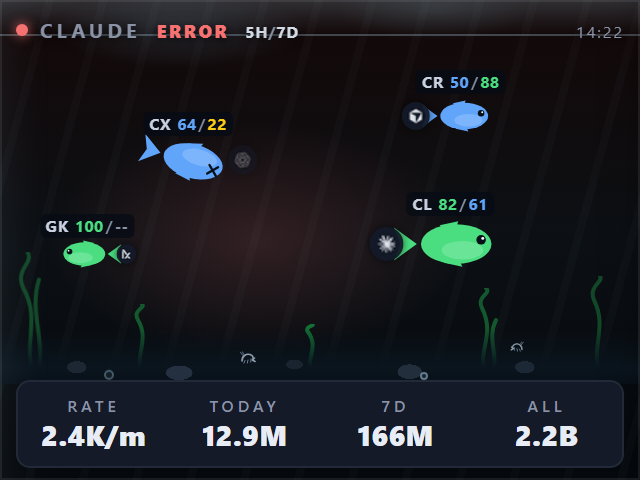 CLAUDE ERROR 5H/7D 14:22
CR 50/88
CX 64/22
CL 82/61
GK 100/--
RATE TODAY 7D ALL
2.4K/m 12.9M 166M 2.2B